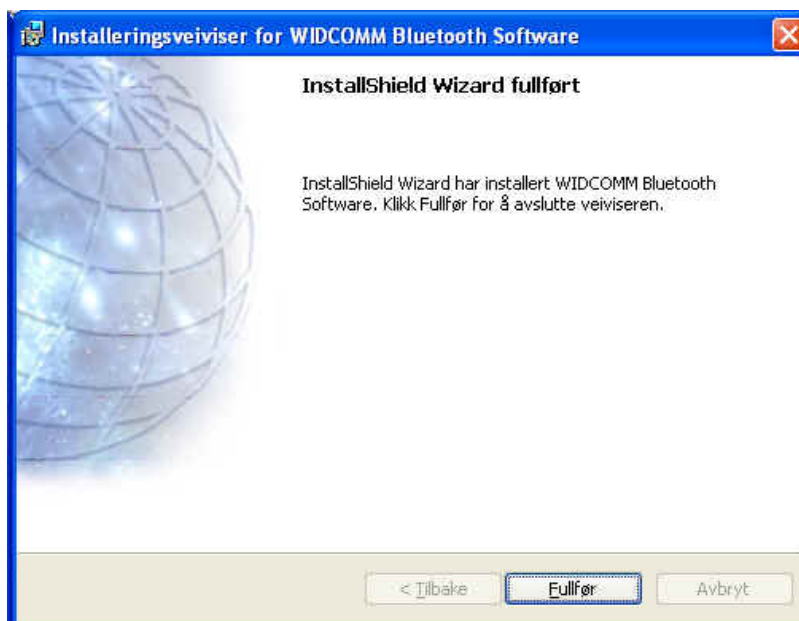 Installeringsveiviser for WIDCOMM Bluetooth Software
InstallShield Wizard fullført
InstallShield Wizard har installert WIDCOMM Bluetooth
Software. Klikk Fullfør for å avslutte veiviseren.
< Tilbake Fullfør Avbryt